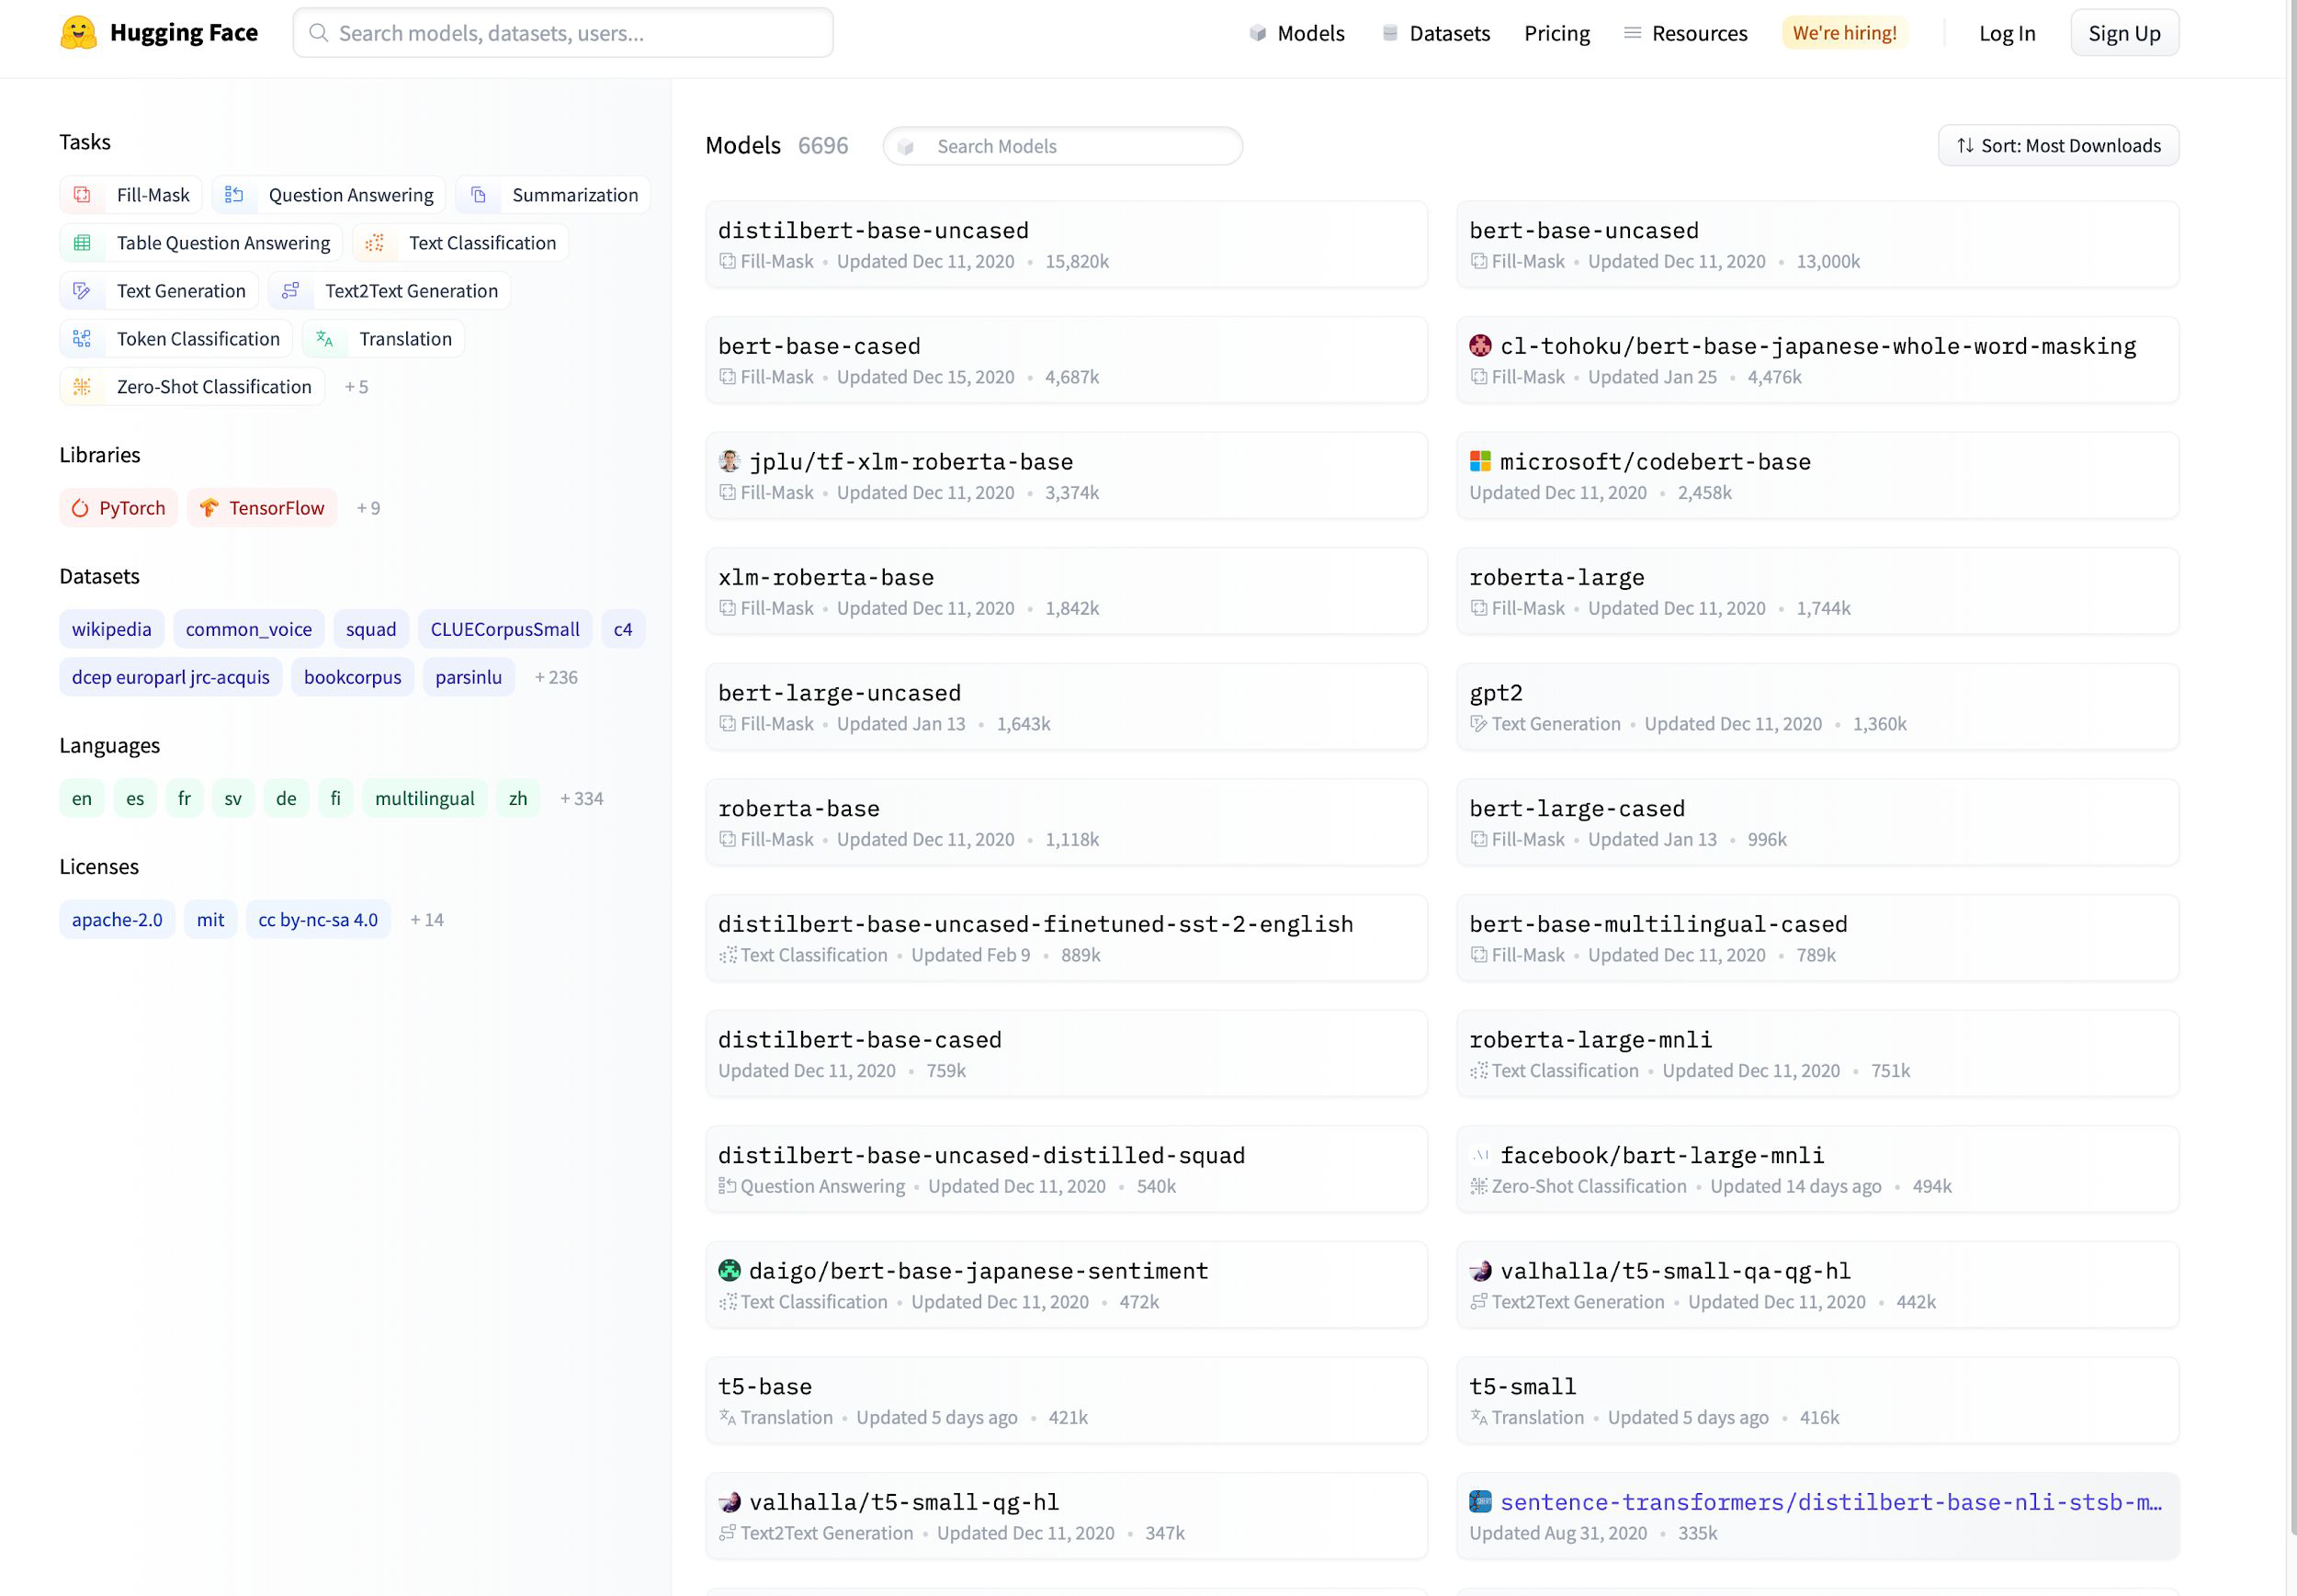 Hugging Face
Search models, datasets, users...
Models
Datasets
Pricing
Resources
We're hiring!
Log In
Sign Up
Tasks
Fill-Mask
Question Answering
Summarization
Table Question Answering
Text Classification
Text Generation
Text2Text Generation
Token Classification
Translation
Zero-Shot Classification
+ 5
Libraries
PyTorch
TensorFlow
+ 9
Datasets
wikipedia
common_voice
squad
CLUECorpusSmall
c4
dcep europarl jrc-acquis
bookcorpus
parsinlu
+ 236
Languages
en
es
fr
sv
de
fi
multilingual
zh
+ 334
Licenses
apache-2.0
mit
cc by-nc-sa 4.0
+ 14
Models 6696
Search Models
Sort: Most Downloads
distilbert-base-uncased
Fill-Mask • Updated Dec 11, 2020 • 15,820k
bert-base-uncased
Fill-Mask • Updated Dec 11, 2020 • 13,000k
bert-base-cased
Fill-Mask • Updated Dec 15, 2020 • 4,687k
cl-tohoku/bert-base-japanese-whole-word-masking
Fill-Mask • Updated Jan 25 • 4,476k
jplu/tf-xlm-roberta-base
Fill-Mask • Updated Dec 11, 2020 • 3,374k
microsoft/codebert-base
Updated Dec 11, 2020 • 2,458k
xlm-roberta-base
Fill-Mask • Updated Dec 11, 2020 • 1,842k
roberta-large
Fill-Mask • Updated Dec 11, 2020 • 1,744k
bert-large-uncased
Fill-Mask • Updated Jan 13 • 1,643k
gpt2
Text Generation • Updated Dec 11, 2020 • 1,360k
roberta-base
Fill-Mask • Updated Dec 11, 2020 • 1,118k
bert-large-cased
Fill-Mask • Updated Jan 13 • 996k
distilbert-base-uncased-finetuned-sst-2-english
Text Classification • Updated Feb 9 • 889k
bert-base-multilingual-cased
Fill-Mask • Updated Dec 11, 2020 • 789k
distilbert-base-cased
Updated Dec 11, 2020 • 759k
roberta-large-mnli
Text Classification • Updated Dec 11, 2020 • 751k
distilbert-base-uncased-distilled-squad
Question Answering • Updated Dec 11, 2020 • 540k
facebook/bart-large-mnli
Zero-Shot Classification • Updated 14 days ago • 494k
daigo/bert-base-japanese-sentiment
Text Classification • Updated Dec 11, 2020 • 472k
valhalla/t5-small-qa-qg-hl
Text2Text Generation • Updated Dec 11, 2020 • 442k
t5-base
Translation • Updated 5 days ago • 421k
t5-small
Translation • Updated 5 days ago • 416k
valhalla/t5-small-qg-hl
Text2Text Generation • Updated Dec 11, 2020 • 347k
sentence-transformers/distilbert-base-nli-stsb-m…
Updated Aug 31, 2020 • 335k